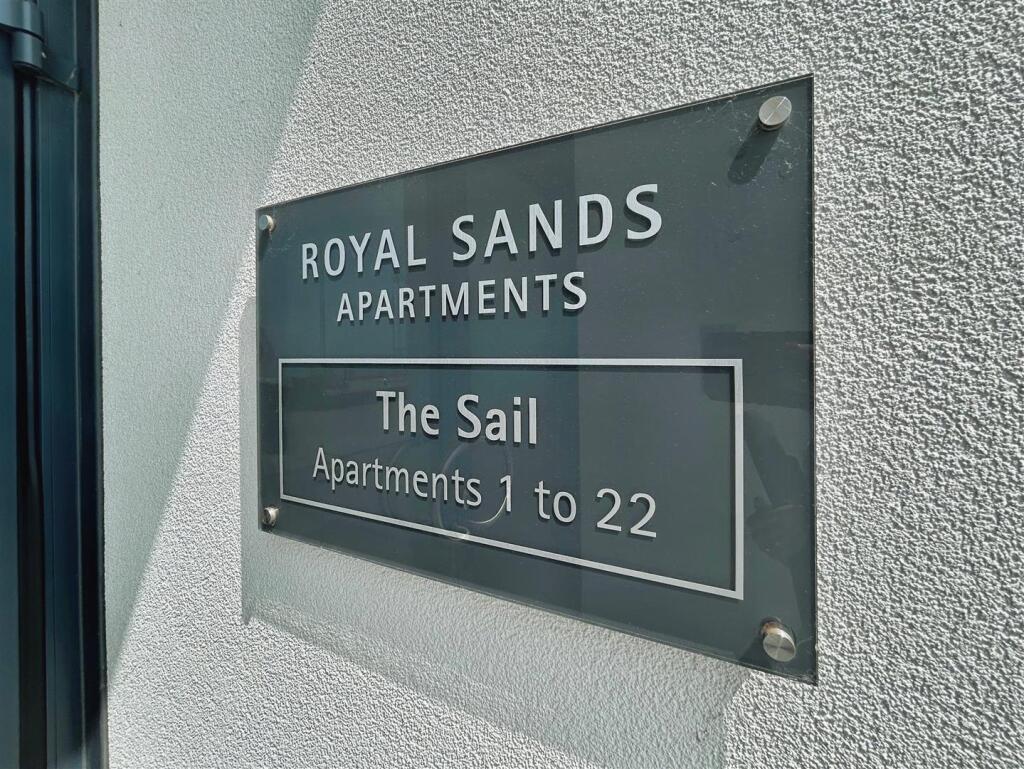 ROYAL SANDS
APARTMENTS
The Sail
Apartments 1 to 22